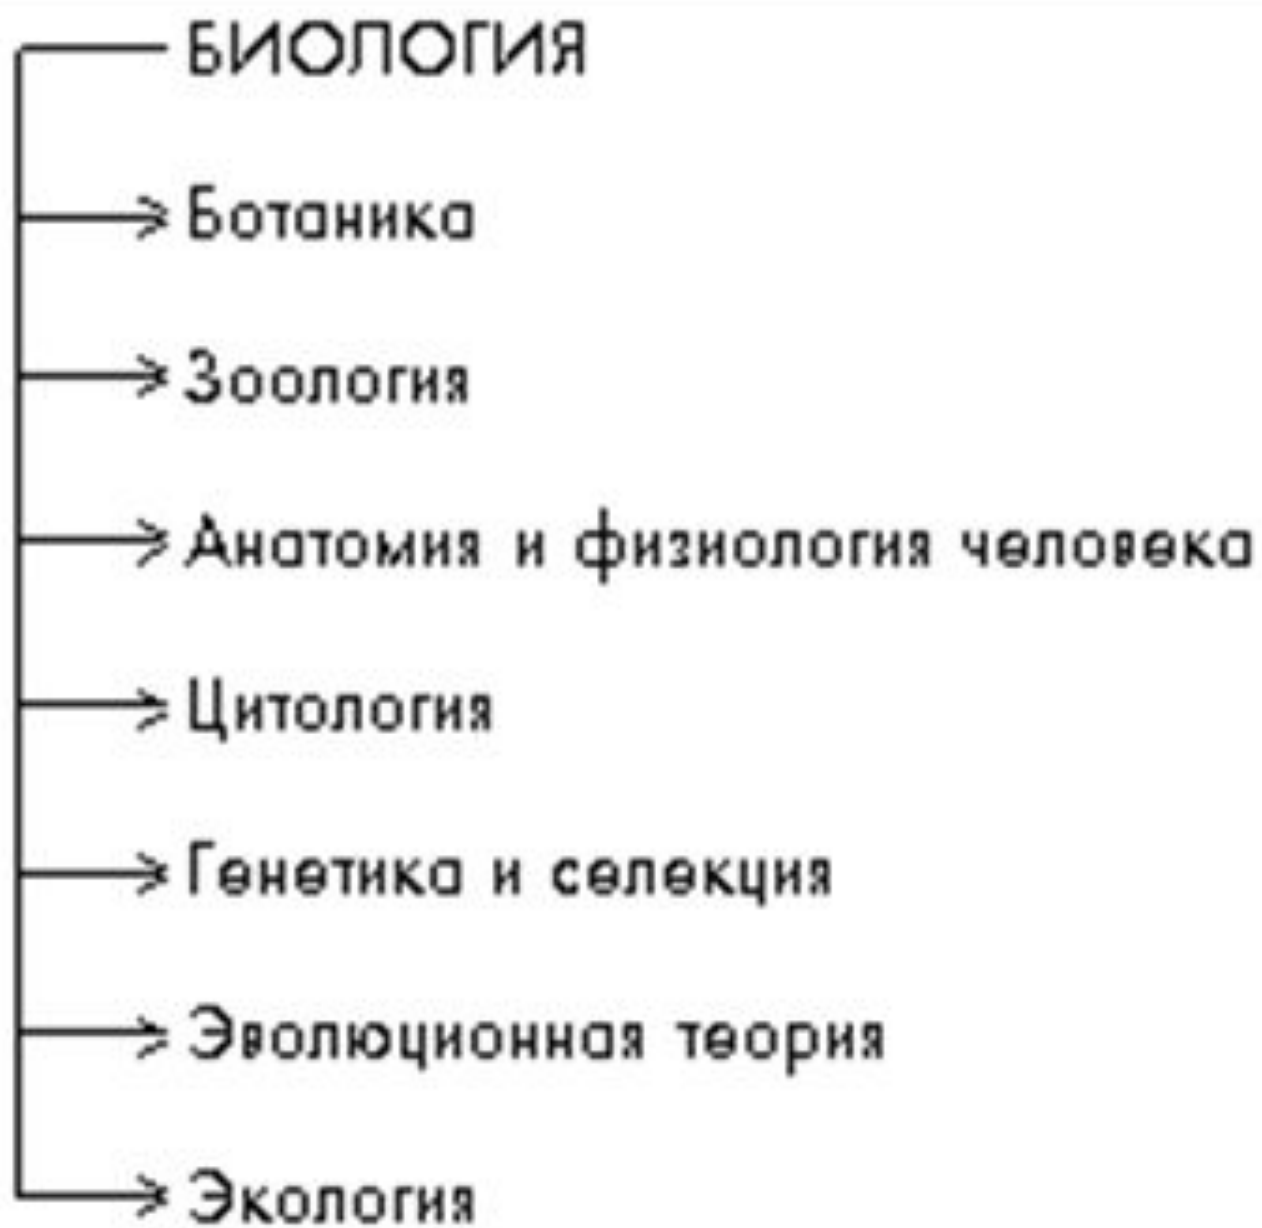 БИОЛОГИЯ
Ботаника
Зоология
Анатомия и физиология человека
Цитология
Генетика и селекция
Эволюционная теория
Экология